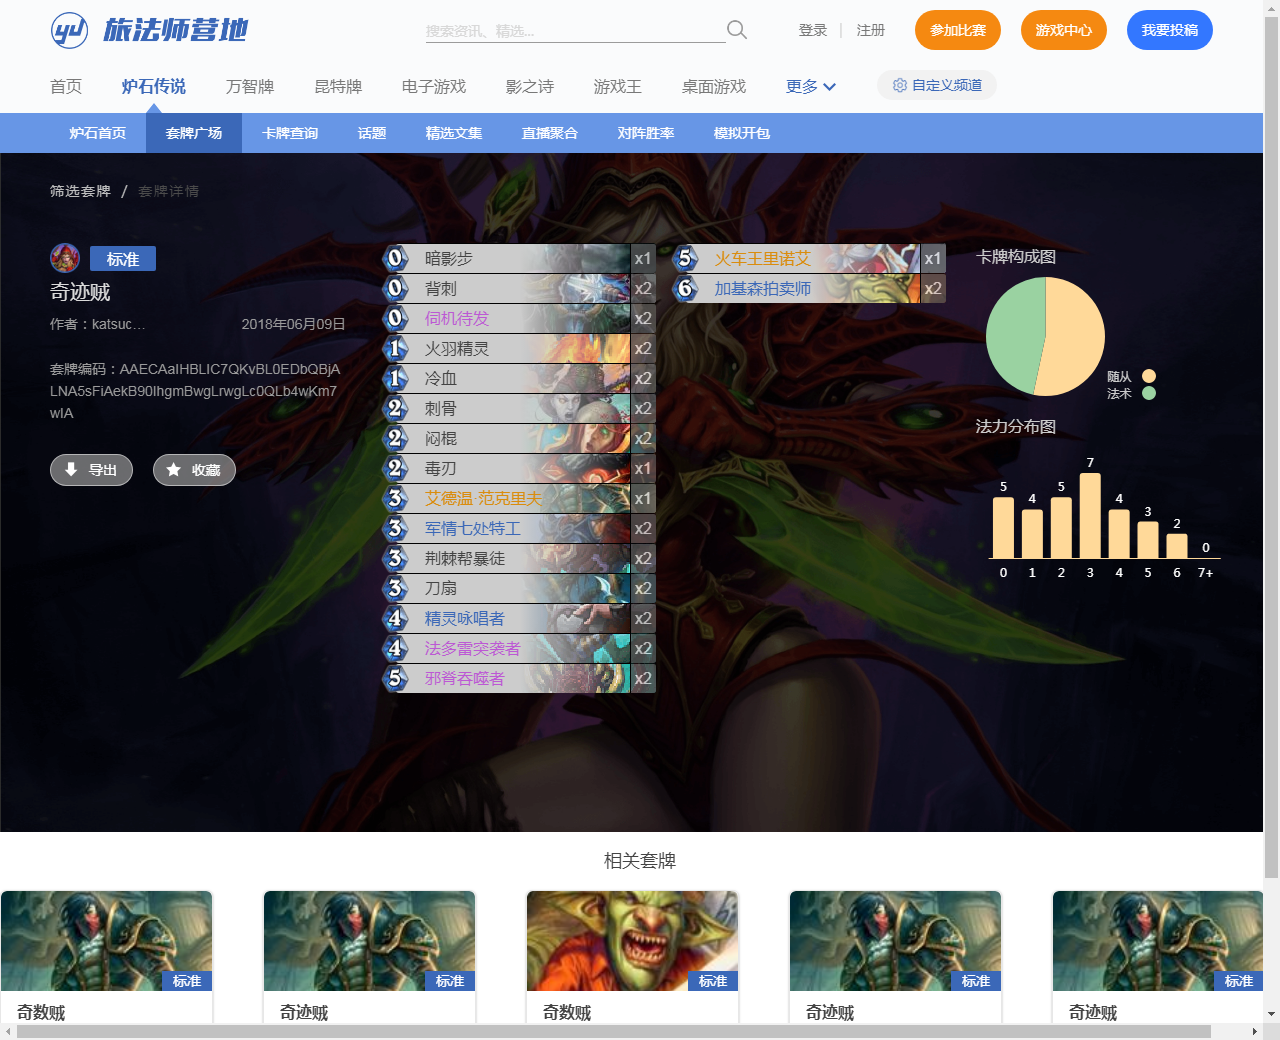 旅法师营地
搜索资讯、精选...
登录 | 注册
参加比赛
游戏中心
我要投稿
首页 炉石传说 万智牌 昆特牌 电子游戏 影之诗 游戏王 桌面游戏 更多 自定义频道
炉石首页 套牌广场 卡牌查询 话题 精选文集 直播聚合 对阵胜率 模拟开包
筛选套牌 / 套牌详情
标准
奇迹贼
作者：katsuc... 2018年06月09日
导出 收藏
0 暗影步 x1
0 背刺 x2
0 伺机待发 x2
1 火羽精灵 x2
1 冷血 x2
2 刺骨 x2
2 闷棍 x2
2 毒刃 x1
3 艾德温·范克里夫 x1
3 军情七处特工 x2
3 荆棘帮暴徒 x2
3 刀扇 x2
4 精灵咏唱者 x2
4 法多雷突袭者 x2
5 邪脊吞噬者 x2
5 火车王里诺艾 x1
6 加基森拍卖师 x2
卡牌构成图
随从
法术
法力分布图
5 4 5 7 4 3 2 0
0 1 2 3 4 5 6 7+
相关套牌
标准 标准 标准 标准 标准
奇数贼 奇迹贼 奇数贼 奇迹贼 奇迹贼